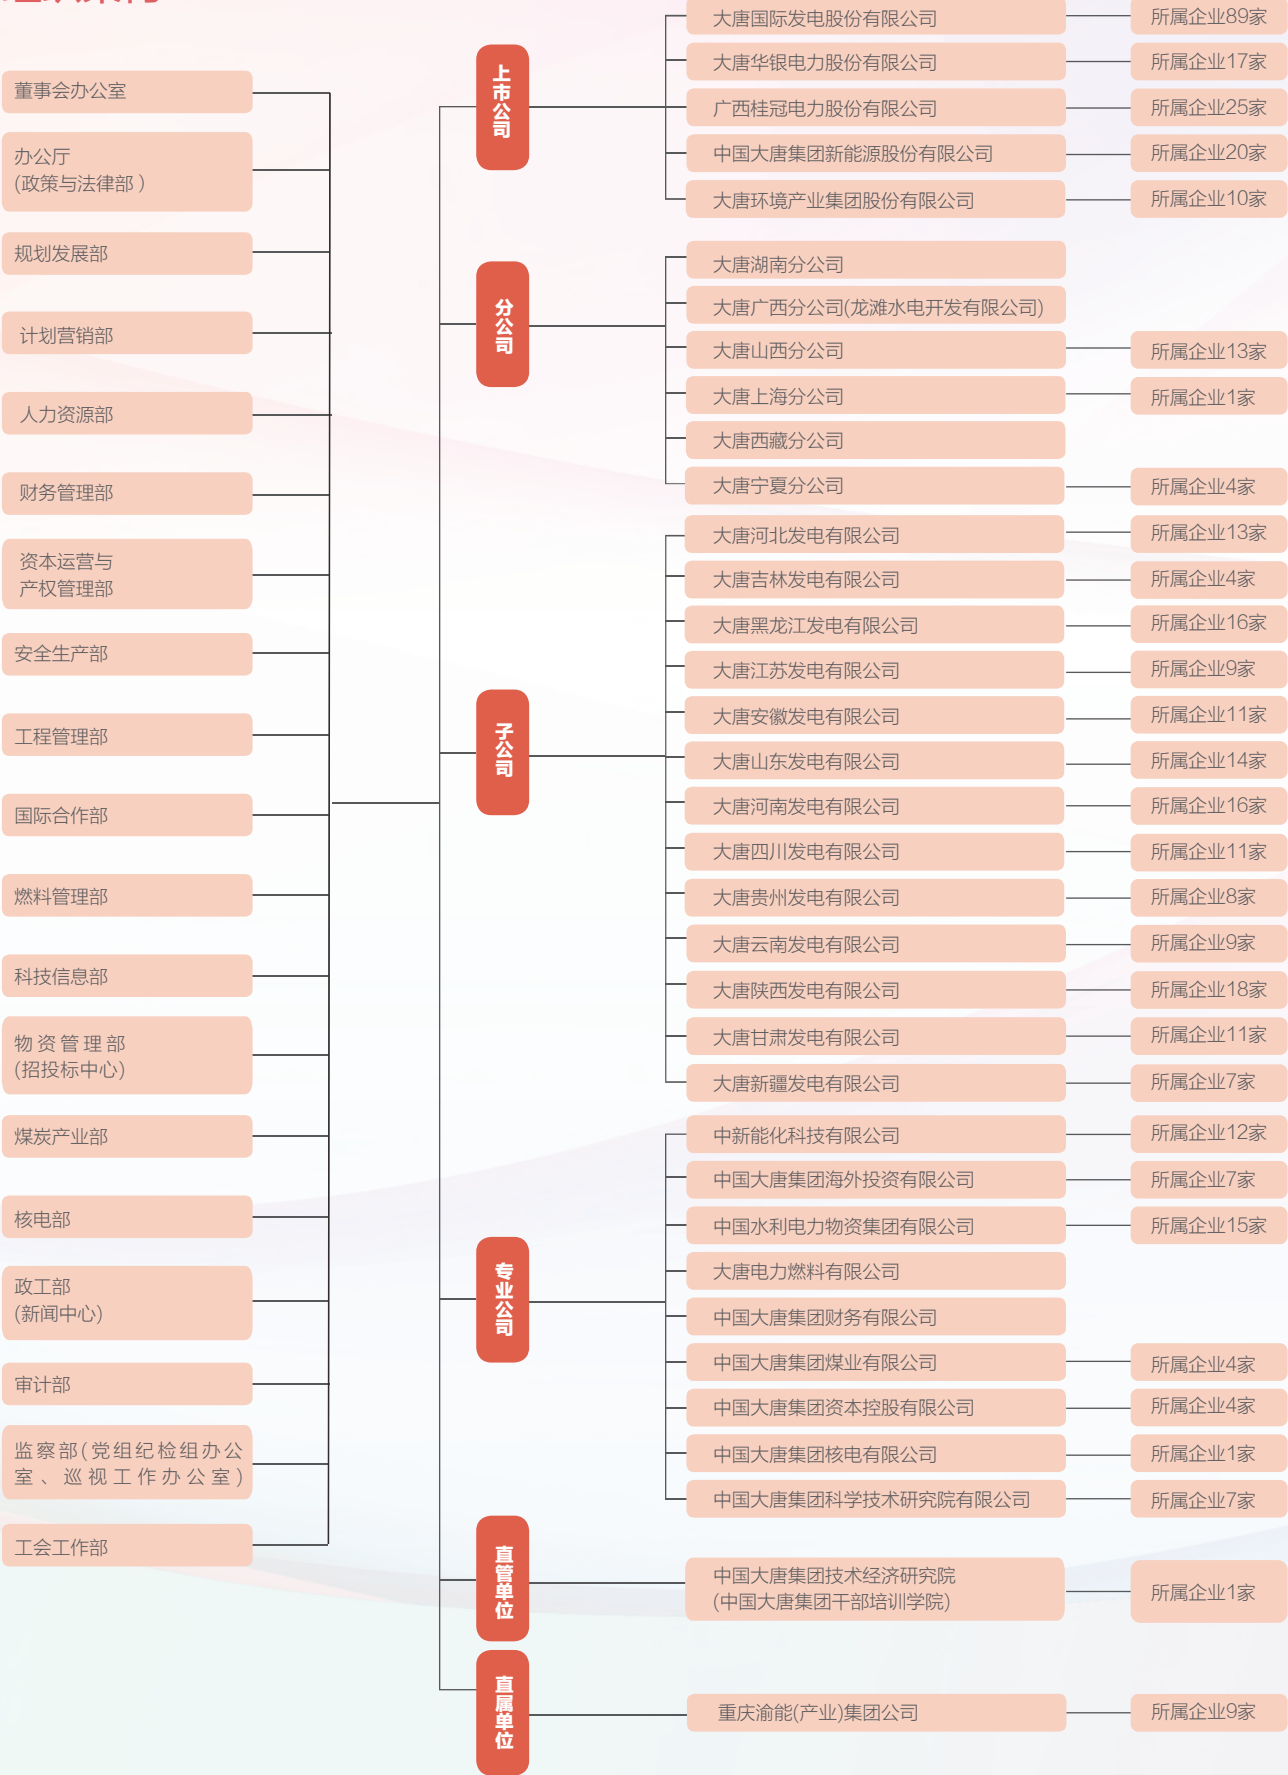 董事会办公室
办公厅
(政策与法律部 )
规划发展部
计划营销部
人力资源部
财务管理部
资本运营与
产权管理部
安全生产部
工程管理部
国际合作部
燃料管理部
科技信息部
物资管理部
(招投标中心)
煤炭产业部
核电部
政工部
(新闻中心)
审计部
监察部(党组纪检组办公
室、巡视工作办公室)
工会工作部
上市公司
大唐国际发电股份有限公司 所属企业89家
大唐华银电力股份有限公司 所属企业17家
广西桂冠电力股份有限公司 所属企业25家
中国大唐集团新能源股份有限公司 所属企业20家
大唐环境产业集团股份有限公司 所属企业10家
分公司
大唐湖南分公司
大唐广西分公司(龙滩水电开发有限公司)
大唐山西分公司 所属企业13家
大唐上海分公司 所属企业1家
大唐西藏分公司
大唐宁夏分公司 所属企业4家
子公司
大唐河北发电有限公司 所属企业13家
大唐吉林发电有限公司 所属企业4家
大唐黑龙江发电有限公司 所属企业16家
大唐江苏发电有限公司 所属企业9家
大唐安徽发电有限公司 所属企业11家
大唐山东发电有限公司 所属企业14家
大唐河南发电有限公司 所属企业16家
大唐四川发电有限公司 所属企业11家
大唐贵州发电有限公司 所属企业8家
大唐云南发电有限公司 所属企业9家
大唐陕西发电有限公司 所属企业18家
大唐甘肃发电有限公司 所属企业11家
大唐新疆发电有限公司 所属企业7家
专业公司
中新能化科技有限公司 所属企业12家
中国大唐集团海外投资有限公司 所属企业7家
中国水利电力物资集团有限公司 所属企业15家
大唐电力燃料有限公司
中国大唐集团财务有限公司
中国大唐集团煤业有限公司 所属企业4家
中国大唐集团资本控股有限公司 所属企业4家
中国大唐集团核电有限公司 所属企业1家
中国大唐集团科学技术研究院有限公司 所属企业7家
直管单位
中国大唐集团技术经济研究院
(中国大唐集团干部培训学院) 所属企业1家
直属单位
重庆渝能(产业)集团公司 所属企业9家